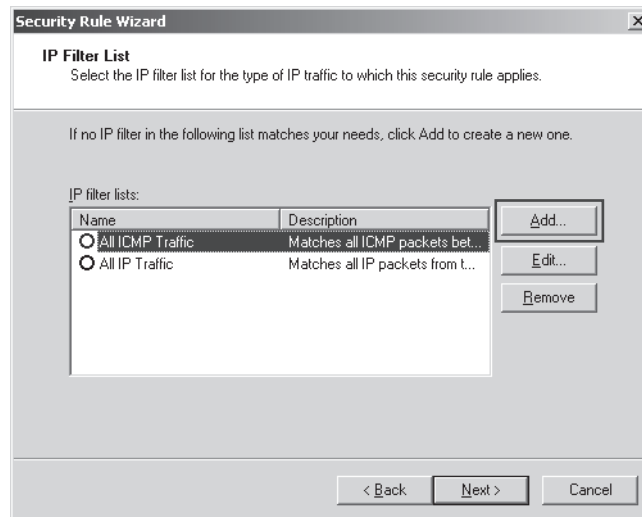 Security Rule Wizard
IP Filter List
Select the IP filter list for the type of IP traffic to which this security rule applies.
If no IP filter in the following list matches your needs, click Add to create a new one.
IP filter lists:
Name Description
All ICMP Traffic Matches all ICMP packets bet...
All IP Traffic Matches all IP packets from t...
Add...
Edit...
Remove
< Back Next > Cancel